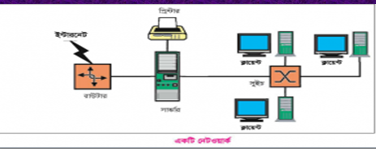 প্রিন্টার
ইন্টারনেট
ক্লায়েন্ট
ক্লায়েন্ট
রাউটার
সার্ভার
সুইচ
ক্লায়েন্ট
একটি নেটওয়ার্ক